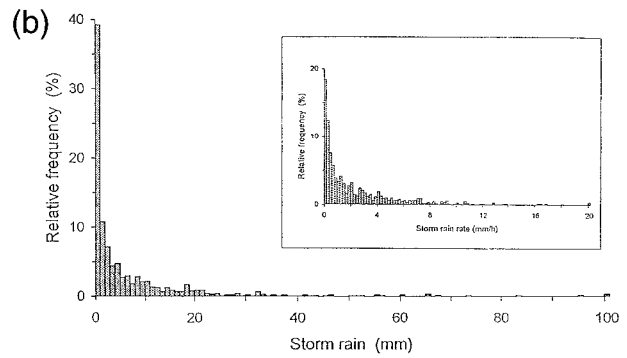 (b)
40
30
20
10
0
Relative frequency (%)
0 20 40 60 80 100
Storm rain (mm)
20
10
0
Relative frequency (%)
0 4 8 12 16 20
Storm rain rate (mm/h)